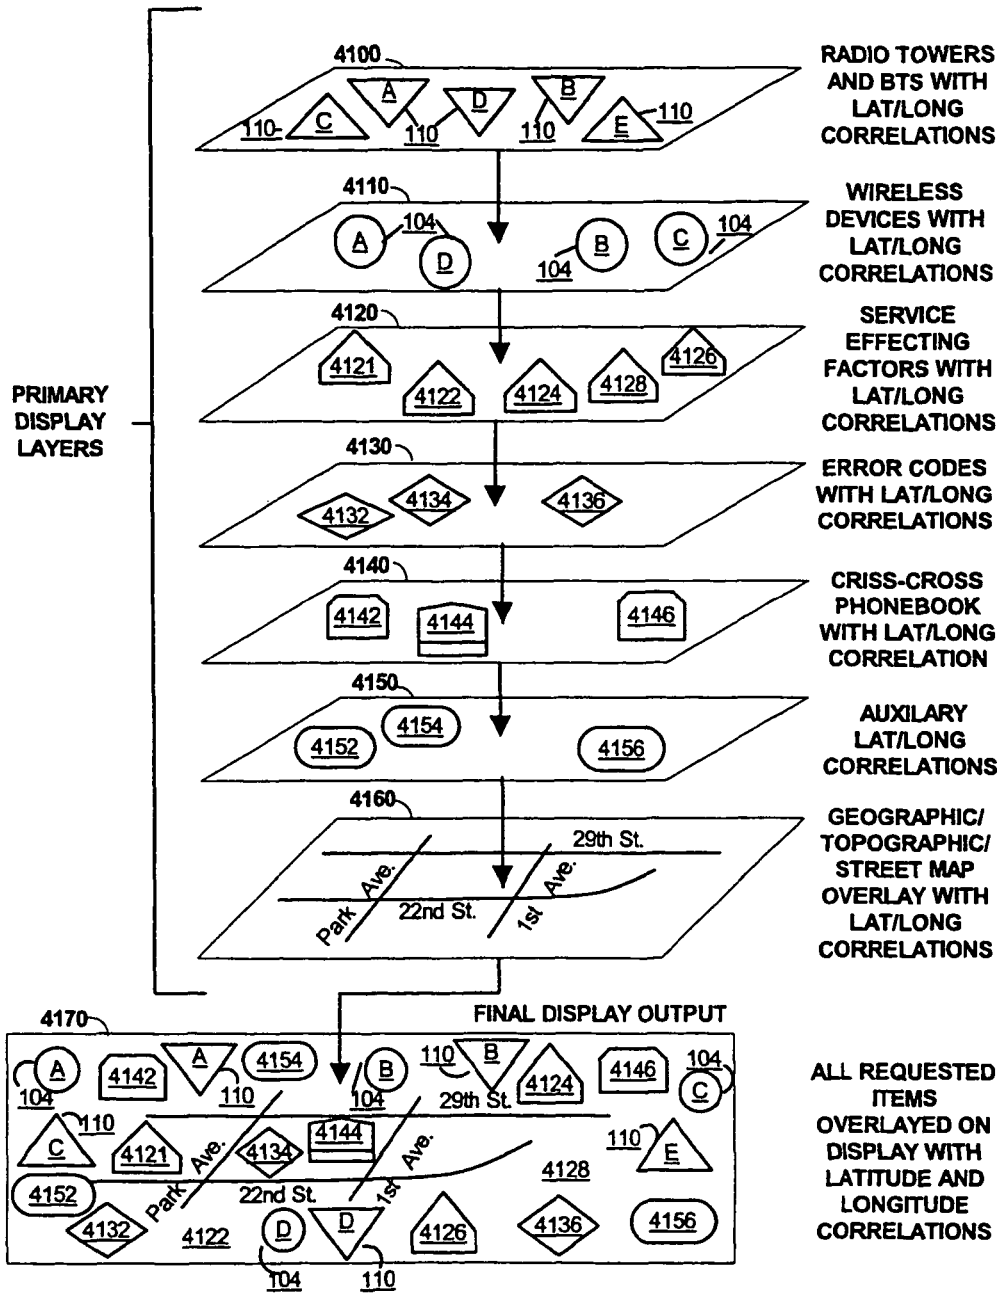 4100
RADIO TOWERS
AND BTS WITH
LAT/LONG
CORRELATIONS
A
D
B
C
E
110
110
110
110
4110
WIRELESS
DEVICES WITH
LAT/LONG
CORRELATIONS
A
104
D
104
B
C
104
4120
SERVICE
EFFECTING
FACTORS WITH
LAT/LONG
CORRELATIONS
4121
4122
4124
4128
4126
PRIMARY
DISPLAY
LAYERS
4130
ERROR CODES
WITH LAT/LONG
CORRELATIONS
4132
4134
4136
4140
CRISS-CROSS
PHONEBOOK
WITH LAT/LONG
CORRELATION
4142
4144
4146
4150
AUXILARY
LAT/LONG
CORRELATIONS
4152
4154
4156
4160
GEOGRAPHIC/
TOPOGRAPHIC/
STREET MAP
OVERLAY WITH
LAT/LONG
CORRELATIONS
29th St.
Park Ave.
22nd St.
1st Ave.
FINAL DISPLAY OUTPUT
4170
ALL REQUESTED
ITEMS
OVERLAYED ON
DISPLAY WITH
LATITUDE AND
LONGITUDE
CORRELATIONS
104
A
4142
A
110
4154
104
B
110
B
4124
4146
104
C
29th St.
110
C
4121
Park Ave.
4134
4144
1st Ave.
4128
110
E
4152
22nd St.
4132
4122
D
D
4126
4136
4156
104
110